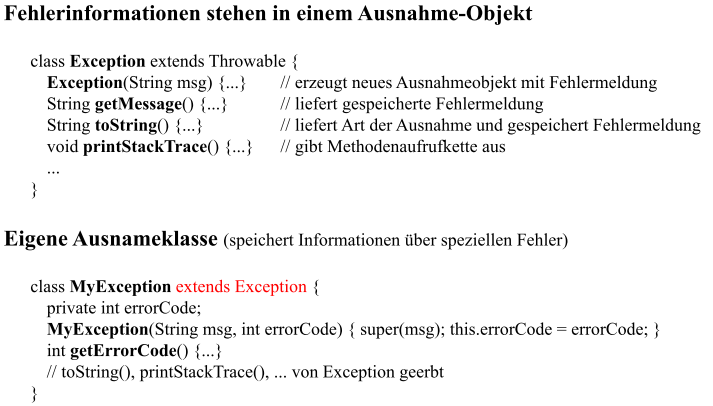 Fehlerinformationen stehen in einem Ausnahme-Objekt
class Exception extends Throwable {
Exception(String msg) {...} // erzeugt neues Ausnahmeobjekt mit Fehlermeldung
String getMessage() {...} // liefert gespeicherte Fehlermeldung
String toString() {...} // liefert Art der Ausnahme und gespeichert Fehlermeldung
void printStackTrace() {...} // gibt Methodenaufrufkette aus
...
}
Eigene Ausnameklasse (speichert Informationen über speziellen Fehler)
class MyException extends Exception {
private int errorCode;
MyException(String msg, int errorCode) { super(msg); this.errorCode = errorCode; }
int getErrorCode() {...}
// toString(), printStackTrace(), ... von Exception geerbt
}